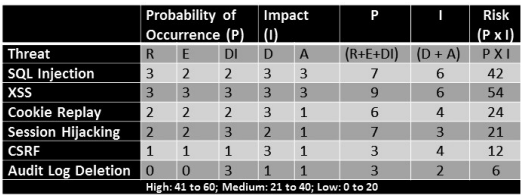 Probability of Occurrence (P) Impact (I) P I Risk (P x I)
Threat R E DI D A (R+E+DI) (D + A) P X I
SQL Injection 3 2 2 3 3 7 6 42
XSS 3 3 3 3 3 9 6 54
Cookie Replay 2 2 2 3 1 6 4 24
Session Hijacking 2 2 3 2 1 7 3 21
CSRF 1 1 1 3 1 3 4 12
Audit Log Deletion 0 0 3 1 1 3 2 6
High: 41 to 60; Medium: 21 to 40; Low: 0 to 20